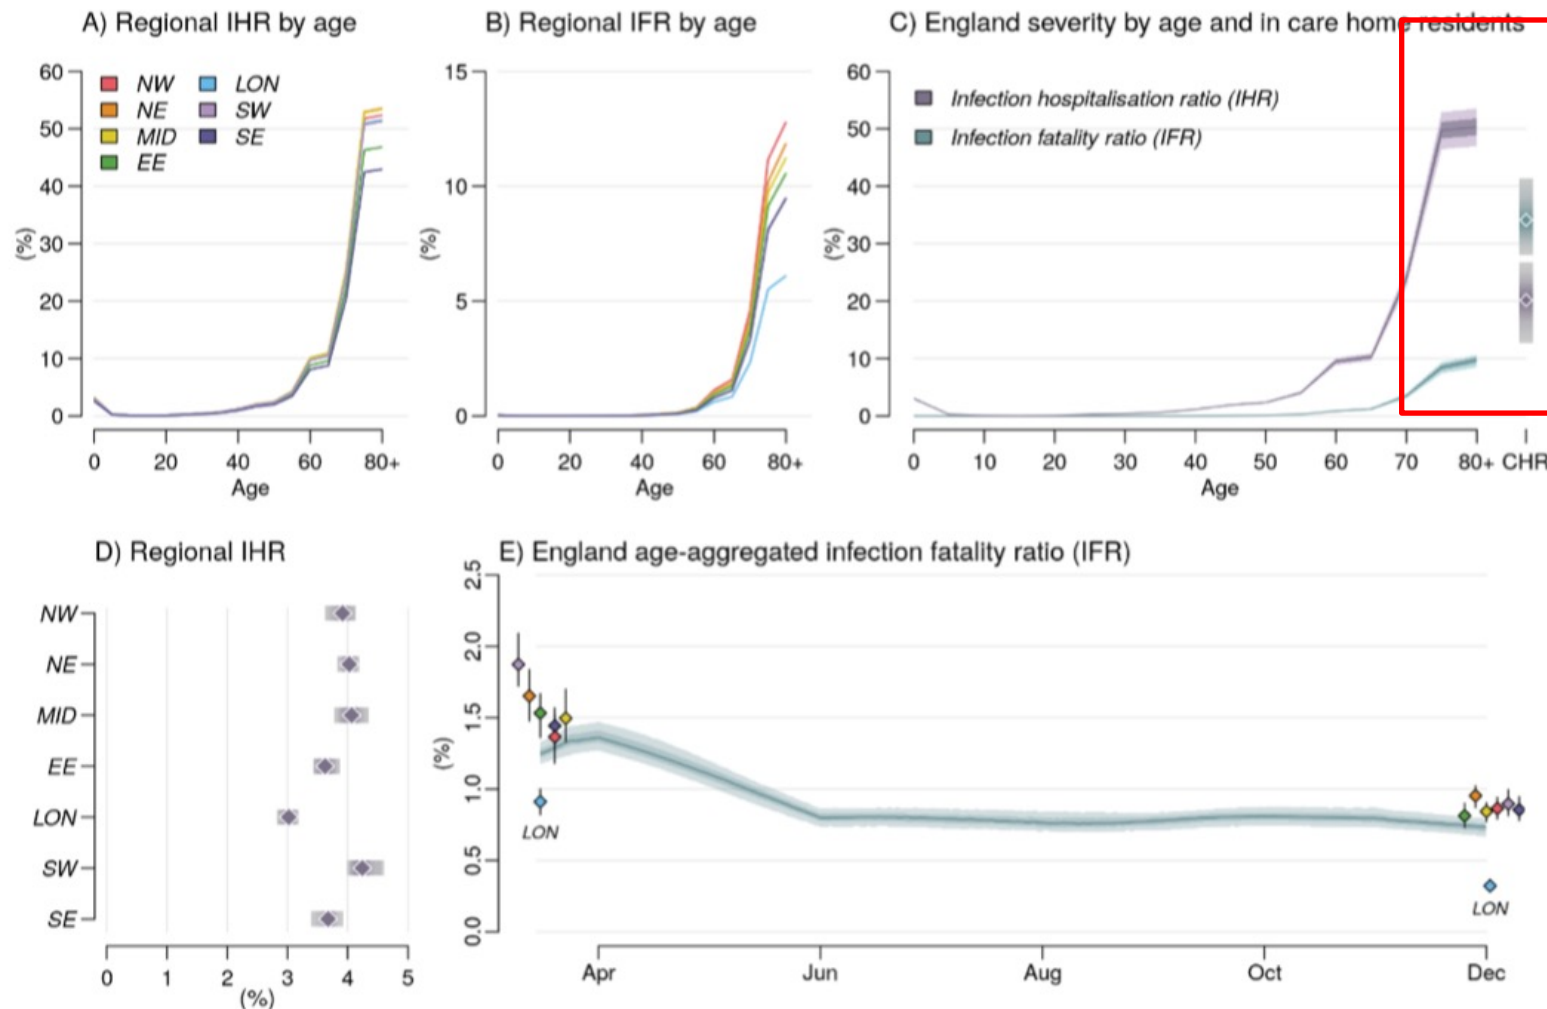 A) Regional IHR by age
60
50
40
30
20
10
0
(%)
NW
NE
MID
EE
LON
SW
SE
0 20 40 60 80+
Age
B) Regional IFR by age
15
10
5
0
(%)
0 20 40 60 80+
Age
C) England severity by age and in care home residents
60
50
40
30
20
10
0
(%)
Infection hospitalisation ratio (IHR)
Infection fatality ratio (IFR)
0 10 20 30 40 50 60 70 80+ CHR
Age
D) Regional IHR
NW
NE
MID
EE
LON
SW
SE
0 1 2 3 4 5
(%)
E) England age-aggregated infection fatality ratio (IFR)
2.5
2.0
1.5
1.0
0.5
0.0
(%)
LON
LON
Apr Jun Aug Oct Dec